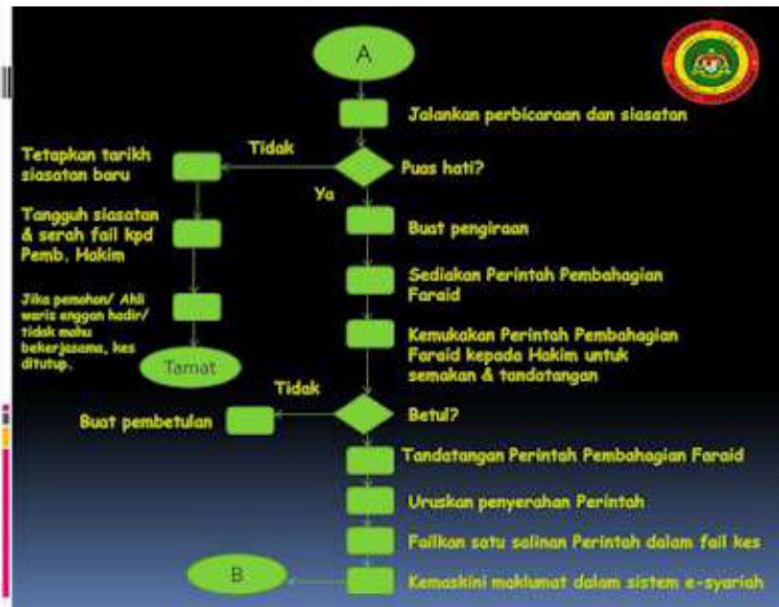 A
Jalankan perbicaraan dan siasatan
Tidak
Puas hati?
Tetapkan tarikh
siasatan baru
Ya
Tangguh siasatan
& serah fail kpd
Pemb. Hakim
Buat pengiraan
Sediakan Perintah Pembahagian
Faraid
Jika pemohon/ Ahli
waris enggan hadir/
tidak mahu
bekerjasama, kes
ditutup.
Kemukakan Perintah Pembahagian
Faraid kepada Hakim untuk
semakan & tandatangan
Tamat
Tidak
Betul?
Buat pembetulan
Tandatangan Perintah Pembahagian Faraid
Uruskan penyerahan Perintah
Failkan satu salinan Perintah dalam fail kes
B
Kemaskini maklumat dalam sistem e-syariah